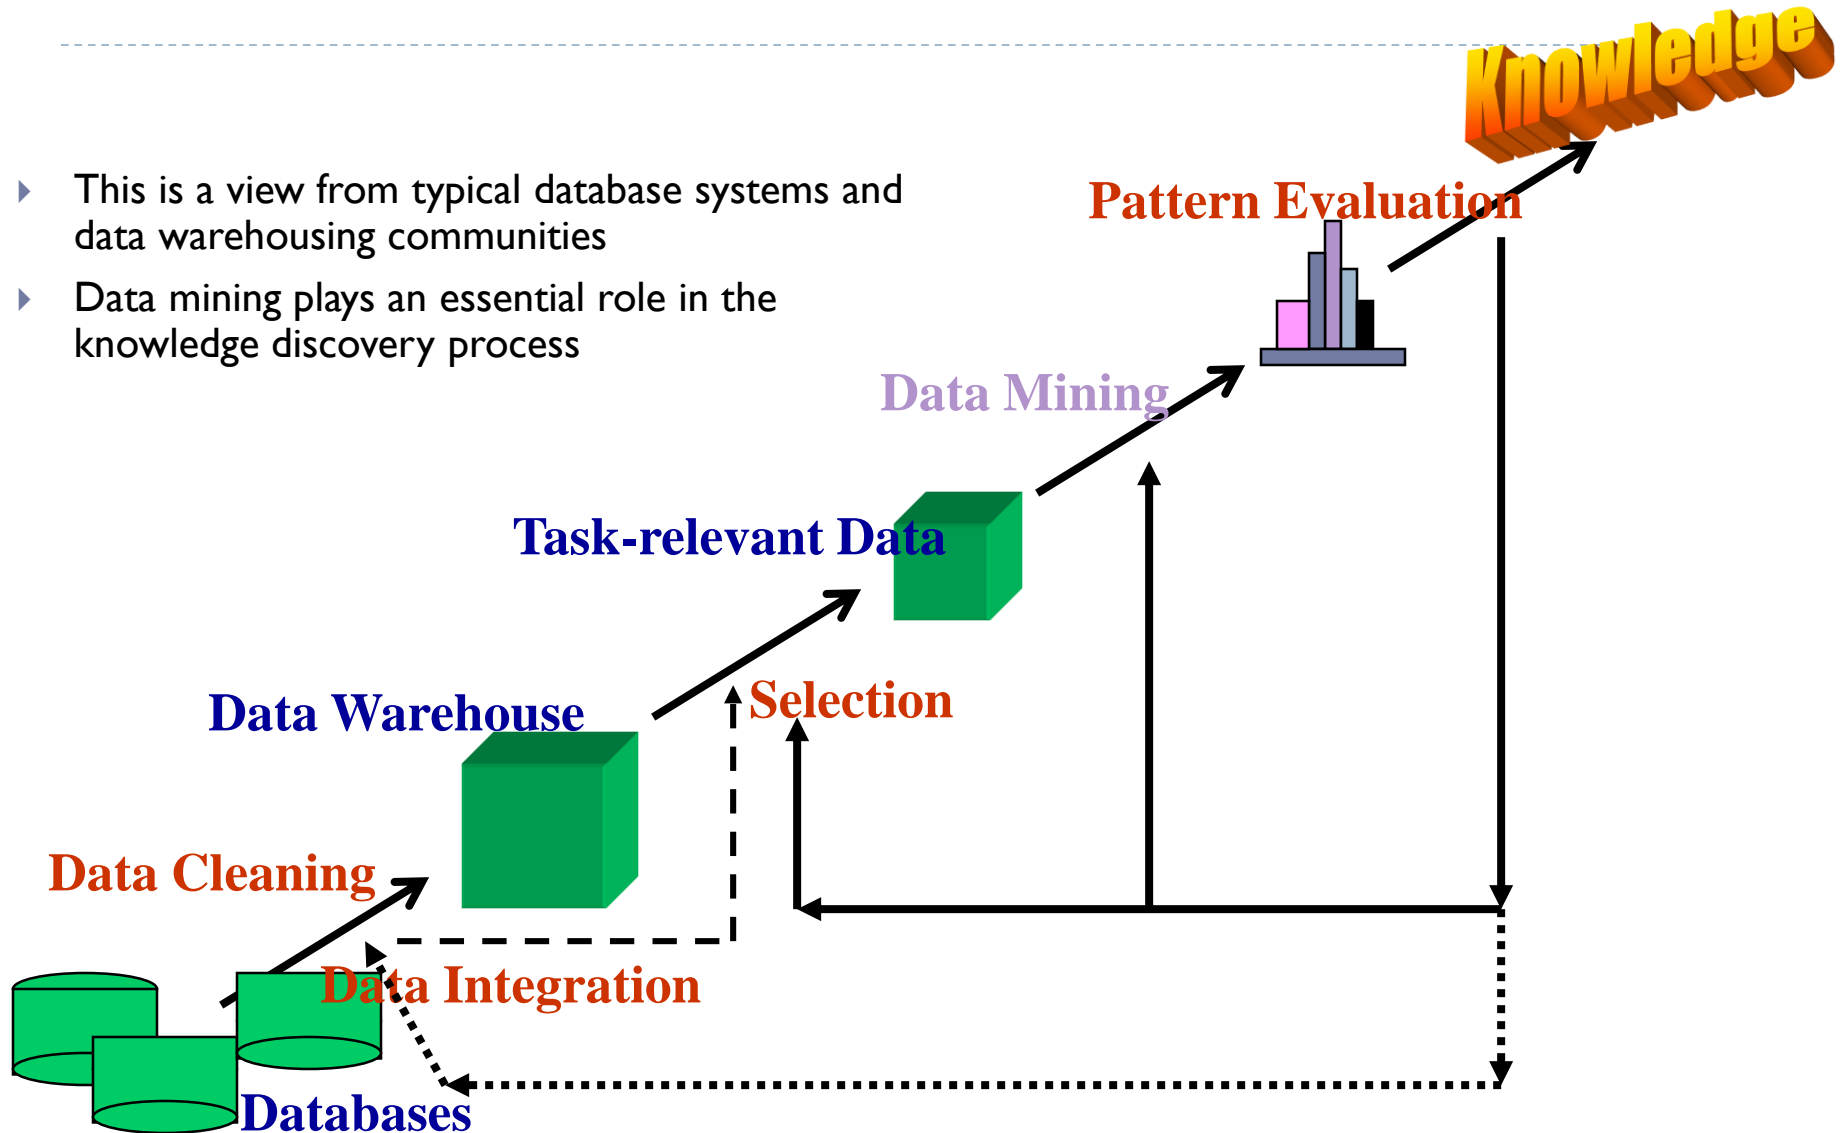 Knowledge
This is a view from typical database systems and
data warehousing communities
Data mining plays an essential role in the
knowledge discovery process
Pattern Evaluation
Data Mining
Task-relevant Data
Selection
Data Warehouse
Data Cleaning
Data Integration
Databases